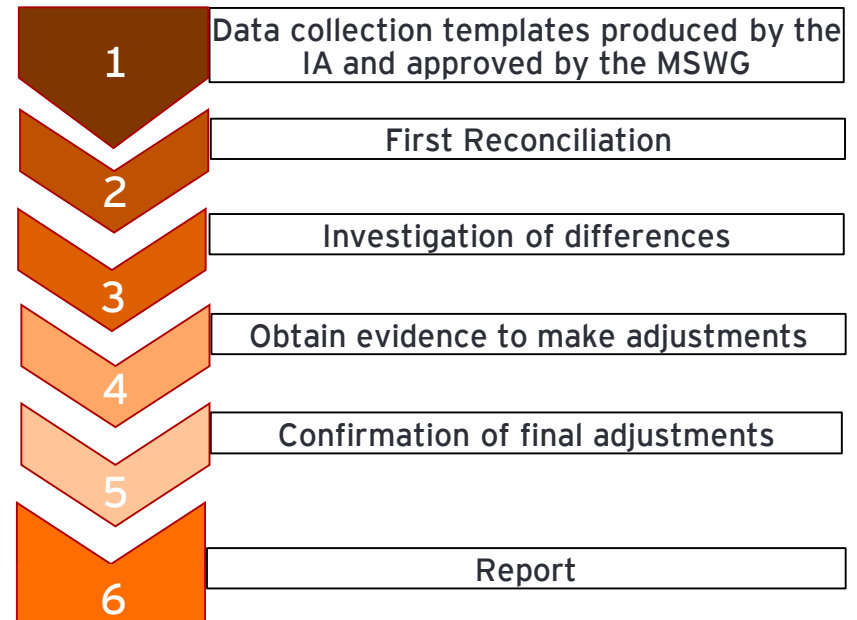 1
Data collection templates produced by the
IA and approved by the MSWG
2
First Reconciliation
3
Investigation of differences
4
Obtain evidence to make adjustments
5
Confirmation of final adjustments
6
Report